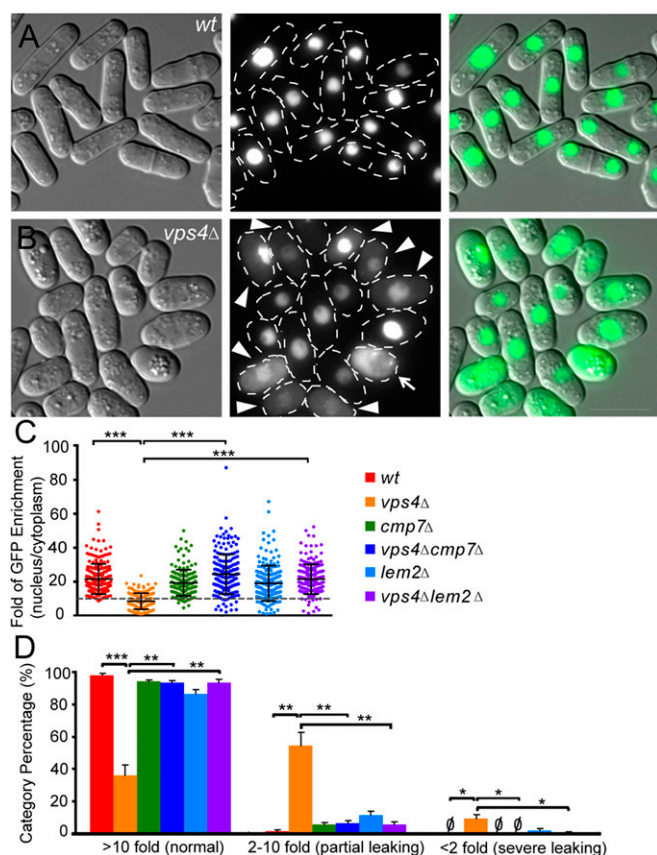 A
wt
B
vps4Δ
C
*** ***
***
100
80
60
40
20
0
Fold of GFP Enrichment
(nucleus/cytoplasm)
wt
vps4Δ
cmp7Δ
vps4Δcmp7Δ
lem2Δ
vps4Δlem2Δ
D
100
80
60
40
20
0
Category Percentage (%)
*** **
**
** **
**
* *
*
ø ø ø
>10 fold (normal) 2-10 fold (partial leaking) <2 fold (severe leaking)